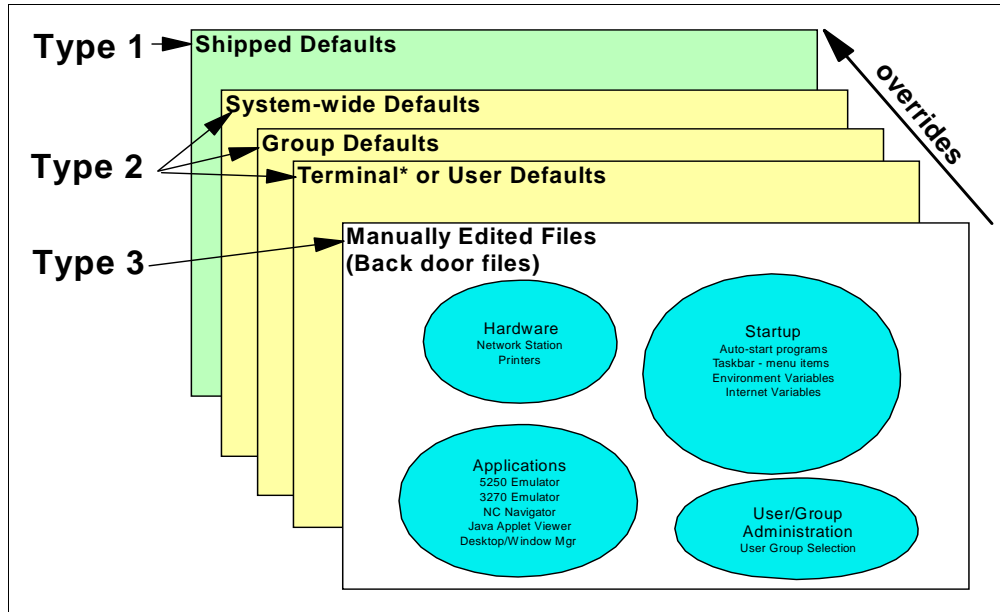 Type 1
Shipped Defaults
overrides
System-wide Defaults
Type 2
Group Defaults
Terminal* or User Defaults
Type 3
Manually Edited Files
(Back door files)
Hardware
Network Station
Printers
Startup
Auto-start programs
Taskbar - menu items
Environment Variables
Internet Variables
Applications
5250 Emulator
3270 Emulator
NC Navigator
Java Applet Viewer
Desktop/Window Mgr
User/Group
Administration
User Group Selection